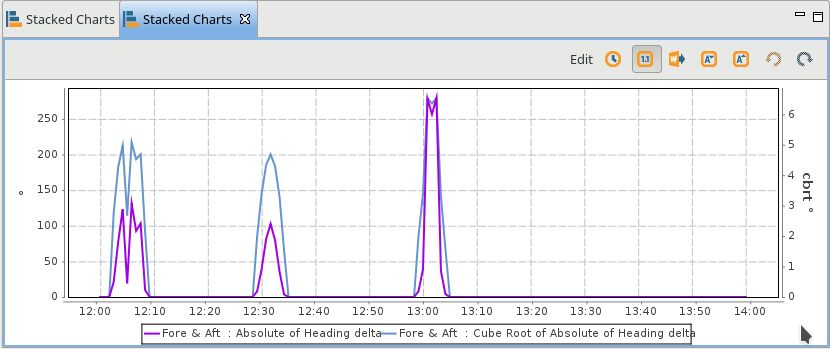 Stacked Charts Stacked Charts
Edit 1:1
250
200
150
100
50
0
°
6
5
4
3
2
1
0
cbrt °
12:00 12:10 12:20 12:30 12:40 12:50 13:00 13:10 13:20 13:30 13:40 13:50 14:00
Fore & Aft : Absolute of Heading delta Fore & Aft : Cube Root of Absolute of Heading delta